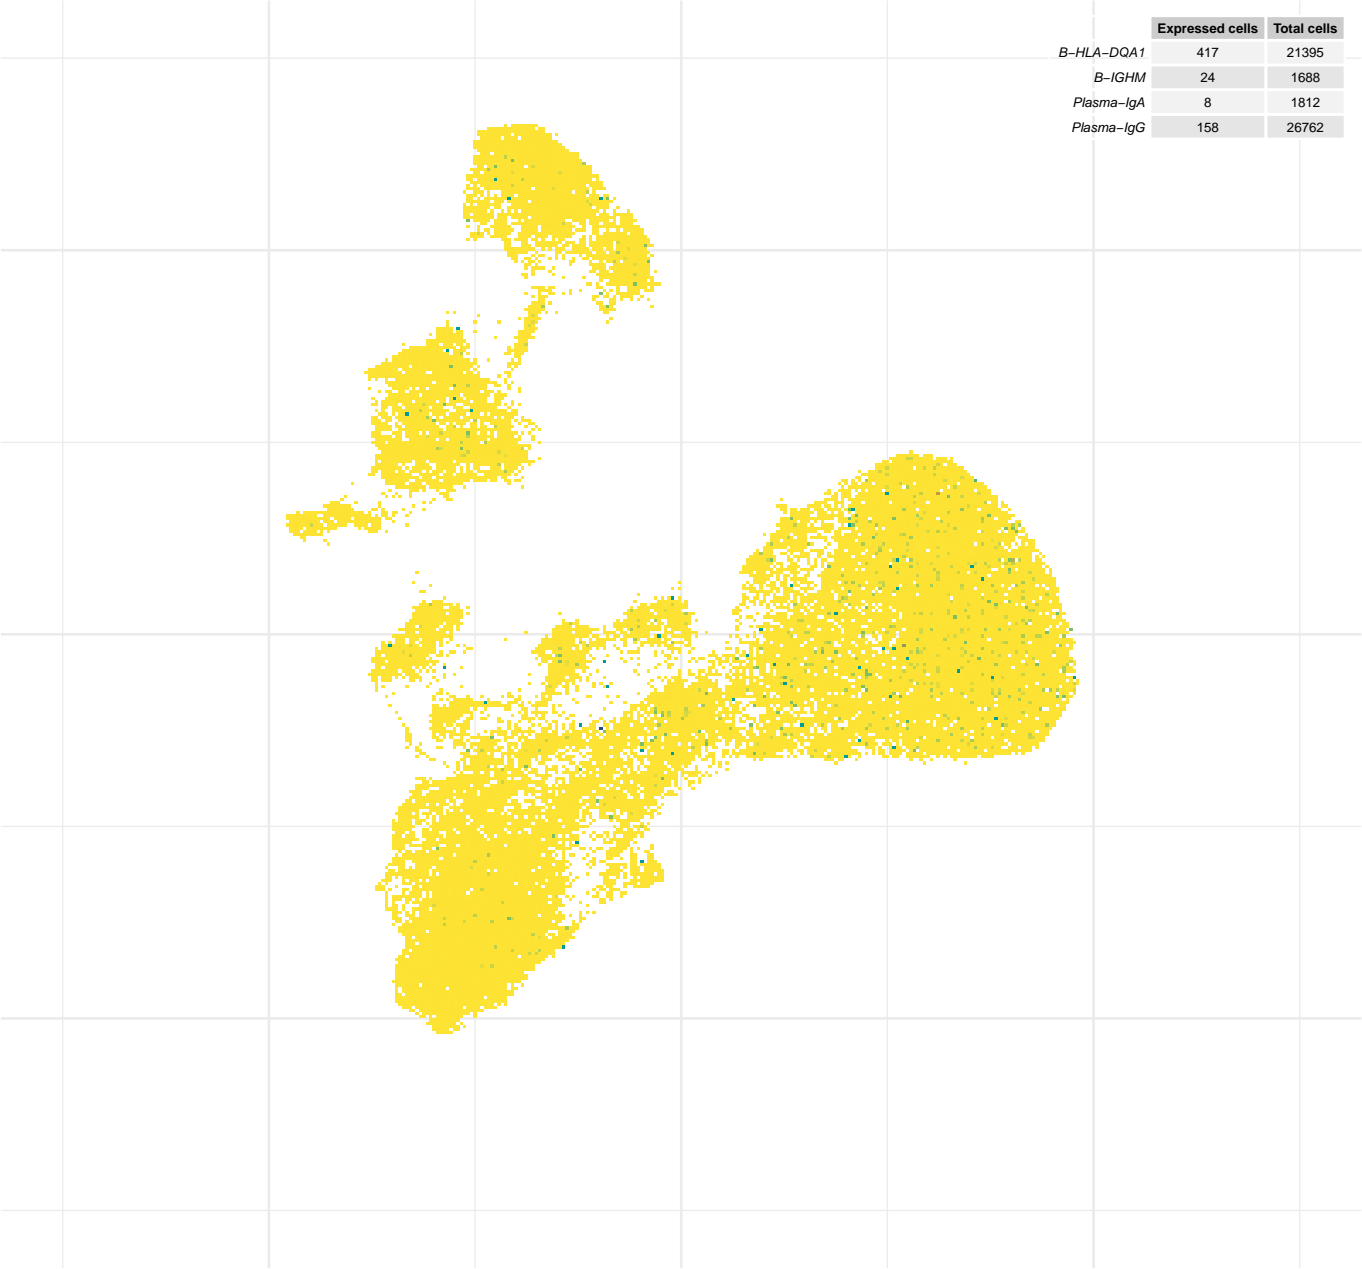 Expressed cells Total cells
B-HLA-DQA1 417 21395
B-IGHM 24 1688
Plasma-IgA 8 1812
Plasma-IgG 158 26762